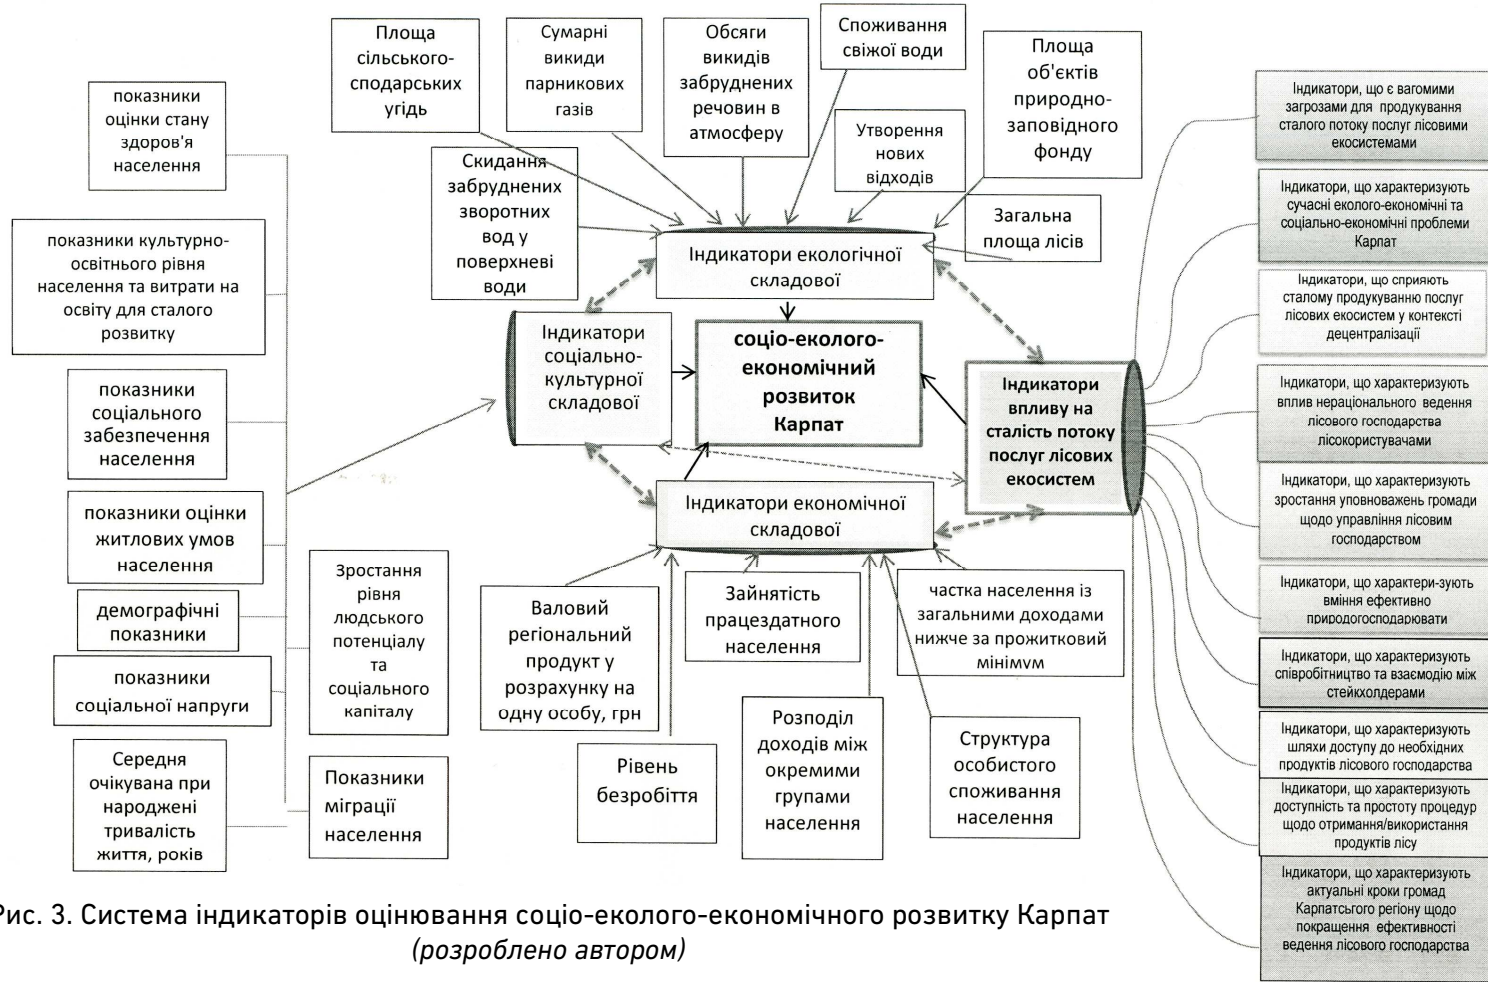 Площа
сільського-
сподарських
угідь
Сумарні
викиди
парникових
газів
Обсяги
викидів
забруднених
речовин в
атмосферу
Споживання
свіжої води
Площа
об'єктів
природно-
заповідного
фонду
Утворення
нових
відходів
Скидання
забруднених
зворотних
вод у
поверхневі
води
Загальна
площа лісів
показники
оцінки стану
здоров'я
населення
показники культурно-
освітнього рівня
населення та витрати на
освіту для сталого
розвитку
показники
соціального
забезпечення
населення
показники оцінки
житлових умов
населення
демографічні
показники
показники
соціальної напруги
Середня
очікувана при
народжені
тривалість
життя, років
Зростання
рівня
людського
потенціалу
та
соціального
капіталу
Показники
міграції
населення
Індикатори екологічної
складової
Індикатори
соціально-
культурної
складової
соціо-еколого-
економічний
розвиток
Карпат
Індикатори
впливу на
сталість потоку
послуг лісових
екосистем
Індикатори економічної
складової
Валовий
регіональний
продукт у
розрахунку на
одну особу, грн
Рівень
безробіття
Зайнятість
працездатного
населення
Розподіл
доходів між
окремими
групами
населення
частка населення із
загальними доходами
нижче за прожитковий
мінімум
Структура
особистого
споживання
населення
Індикатори, що є вагомими
загрозами для продукування
сталого потоку послуг лісовими
екосистемами
Індикатори, що характеризують
сучасні еколого-економічні та
соціально-економічні проблеми
Карпат
Індикатори, що сприяють
сталому продукуванню послуг
лісових екосистем у контексті
децентралізації
Індикатори, що характеризують
вплив нераціонального ведення
лісового господарства
лісокористувачами
Індикатори, що характеризують
зростання уповноважень громади
щодо управління лісовим
господарством
Індикатори, що характери-зують
вміння ефективно
природогосподарювати
Індикатори, що характеризують
співробітництво та взаємодію між
стейкхолдерами
Індикатори, що характеризують
шляхи доступу до необхідних
продуктів лісового господарства
Індикатори, що характеризують
доступність та простоту процедур
щодо отримання/використання
продуктів лісу
Індикатори, що характеризують
актуальні кроки громад
Карпатсього регіону щодо
покращення ефективності
ведення лісового господарства
Рис. 3. Система індикаторів оцінювання соціо-еколого-економічного розвитку Карпат
(розроблено автором)